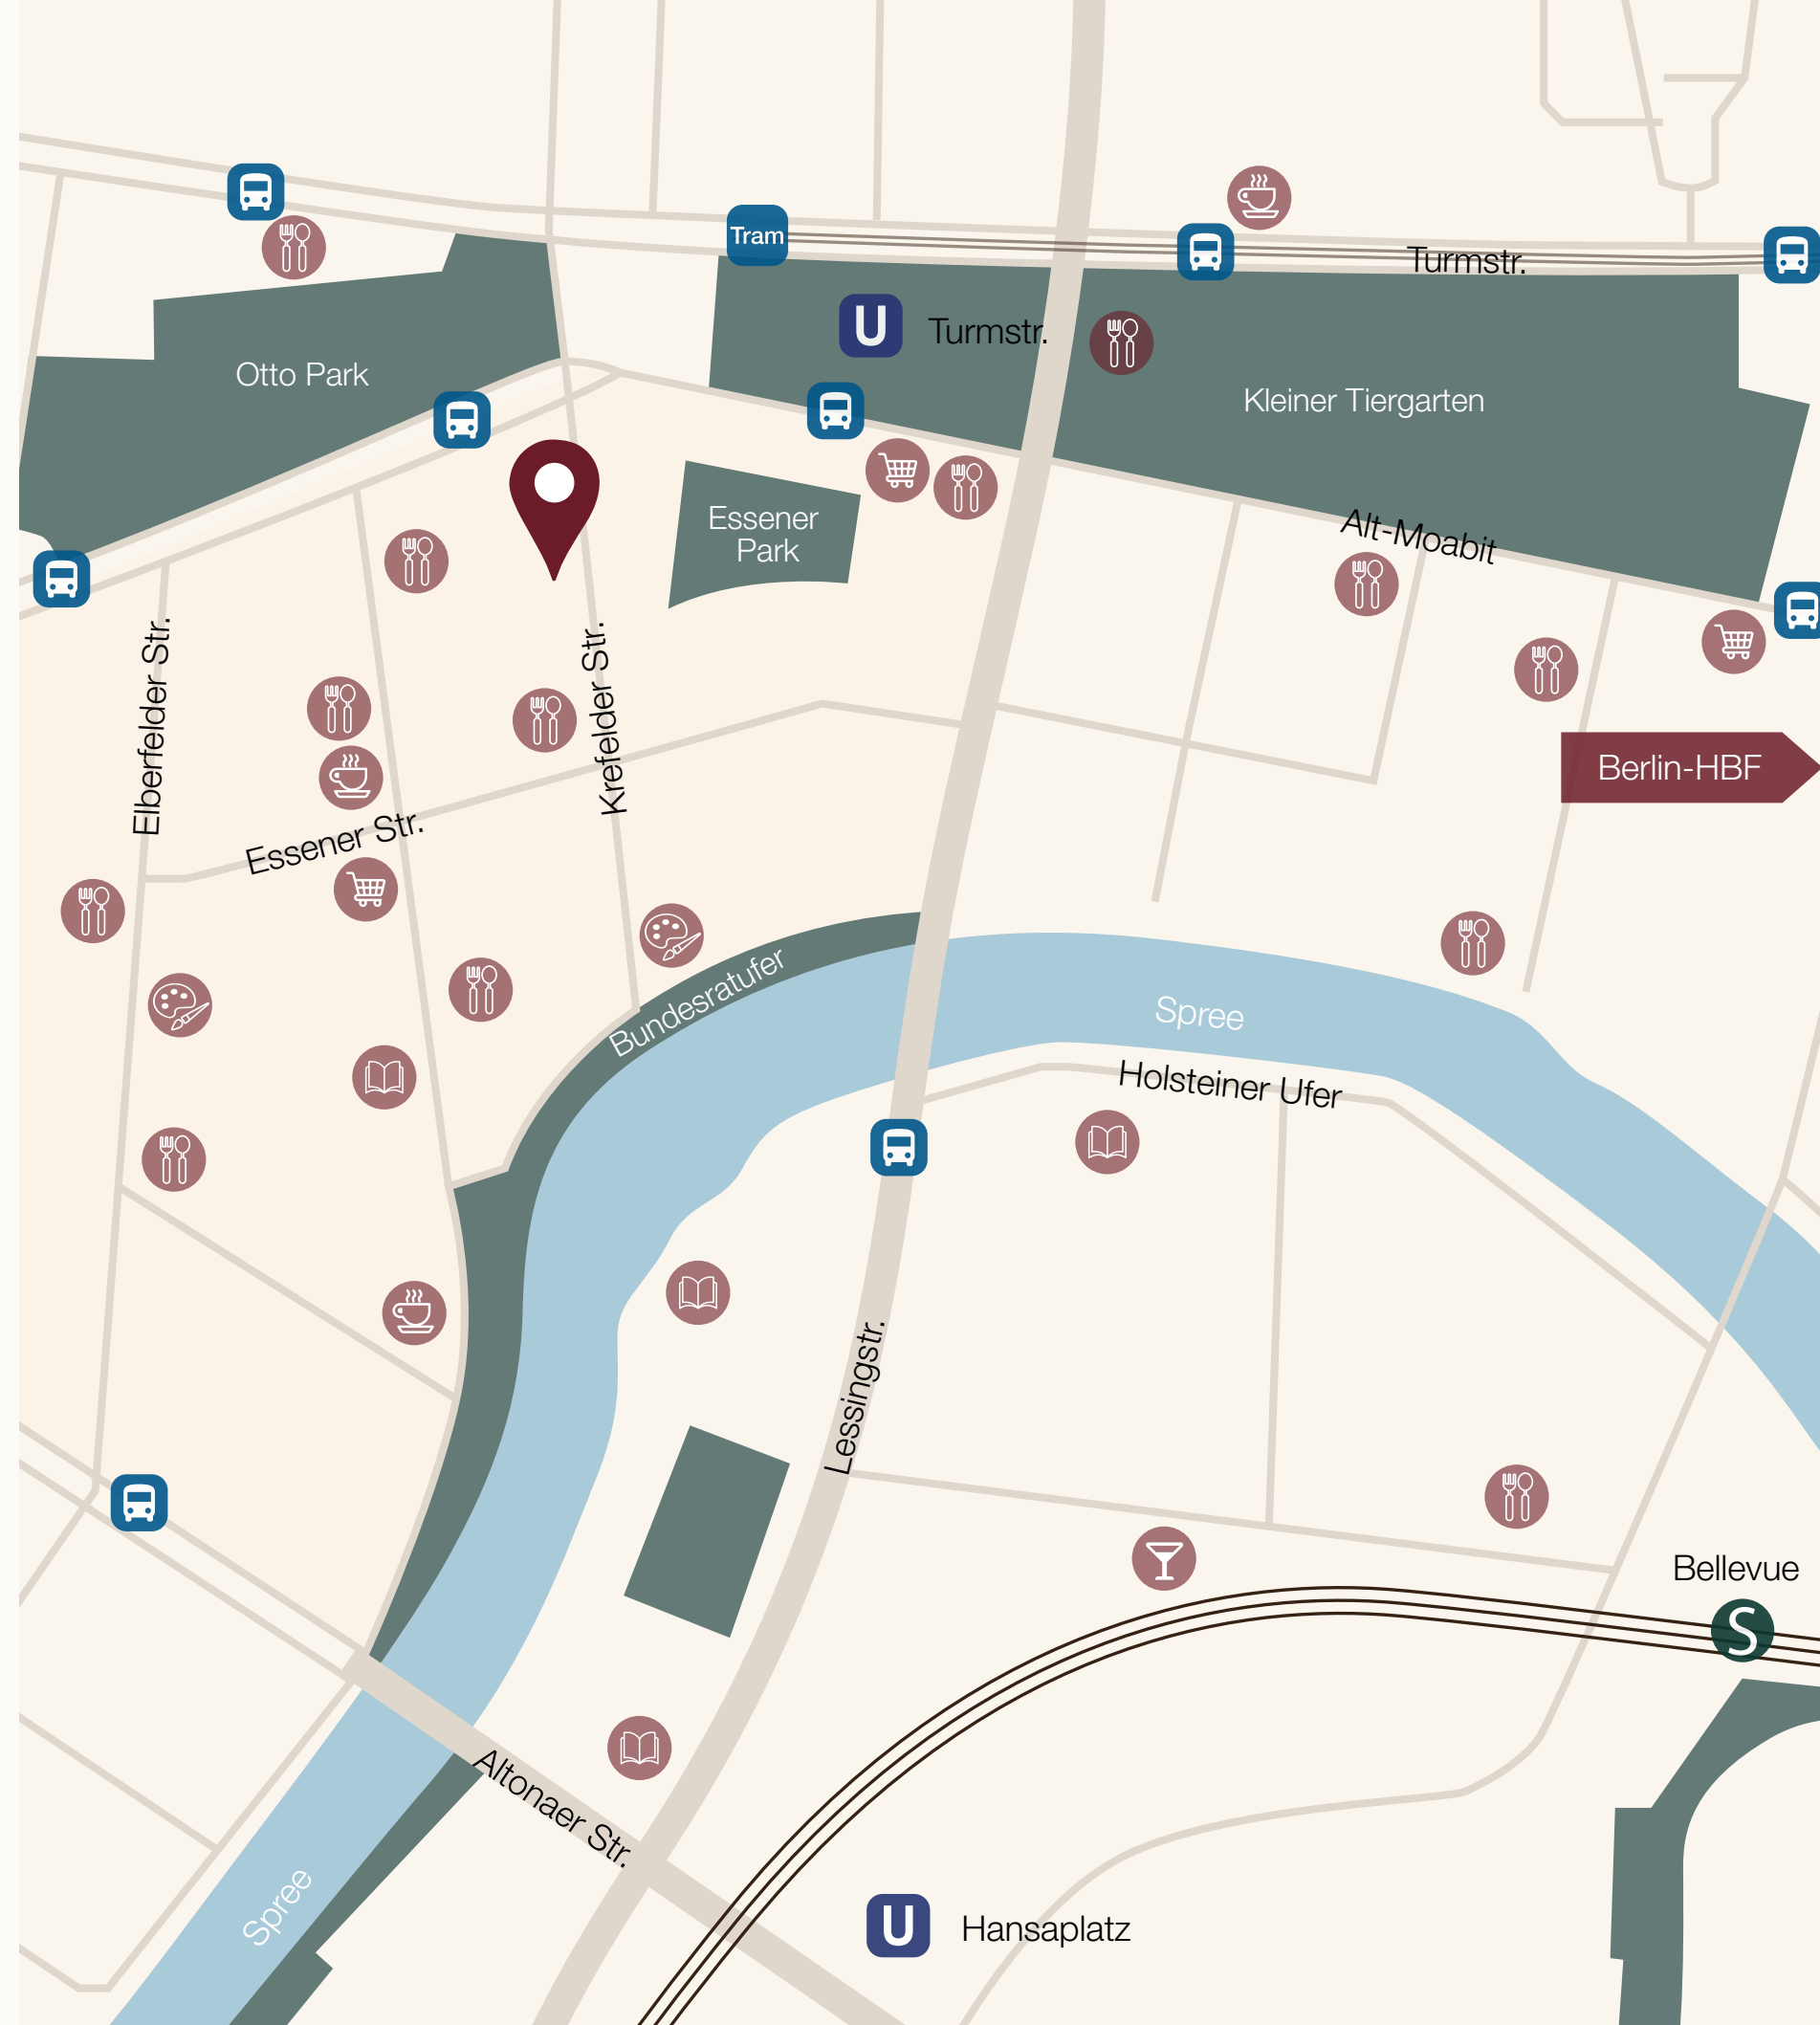 Tram
Turmstr.
U
Turmstr.
Otto Park
Kleiner Tiergarten
Essener
Park
Alt-Moabit
Elberfelder Str.
Krefelder Str.
Berlin-HBF
Essener Str.
Bundesratufer
Spree
Holsteiner Ufer
Lessingstr.
Bellevue
S
Altonaer Str.
Spree
U
Hansaplatz